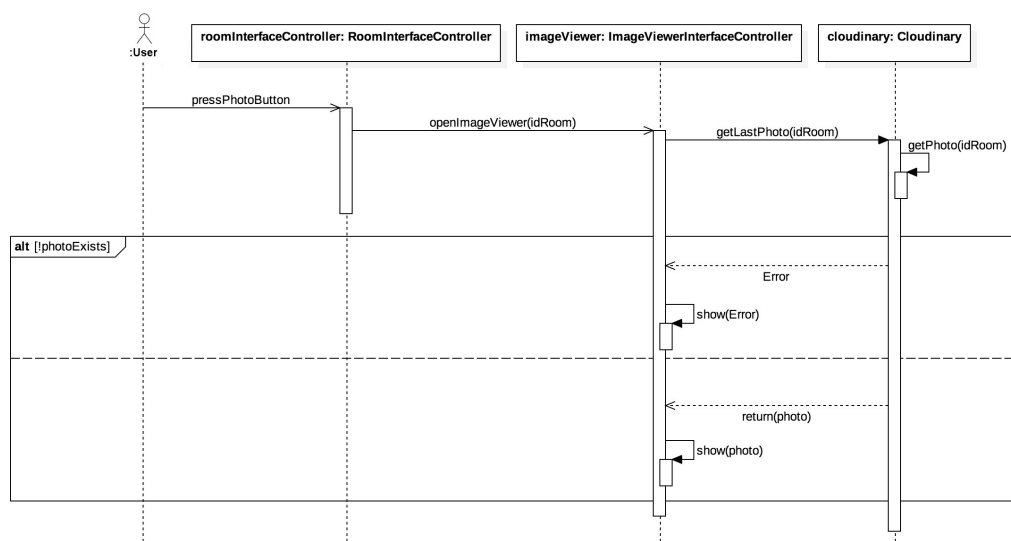 :User
roomInterfaceController: RoomInterfaceController
imageViewer: ImageViewerInterfaceController
cloudinary: Cloudinary
pressPhotoButton
openImageViewer(idRoom)
getLastPhoto(idRoom)
getPhoto(idRoom)
alt [!photoExists]
Error
show(Error)
return(photo)
show(photo)